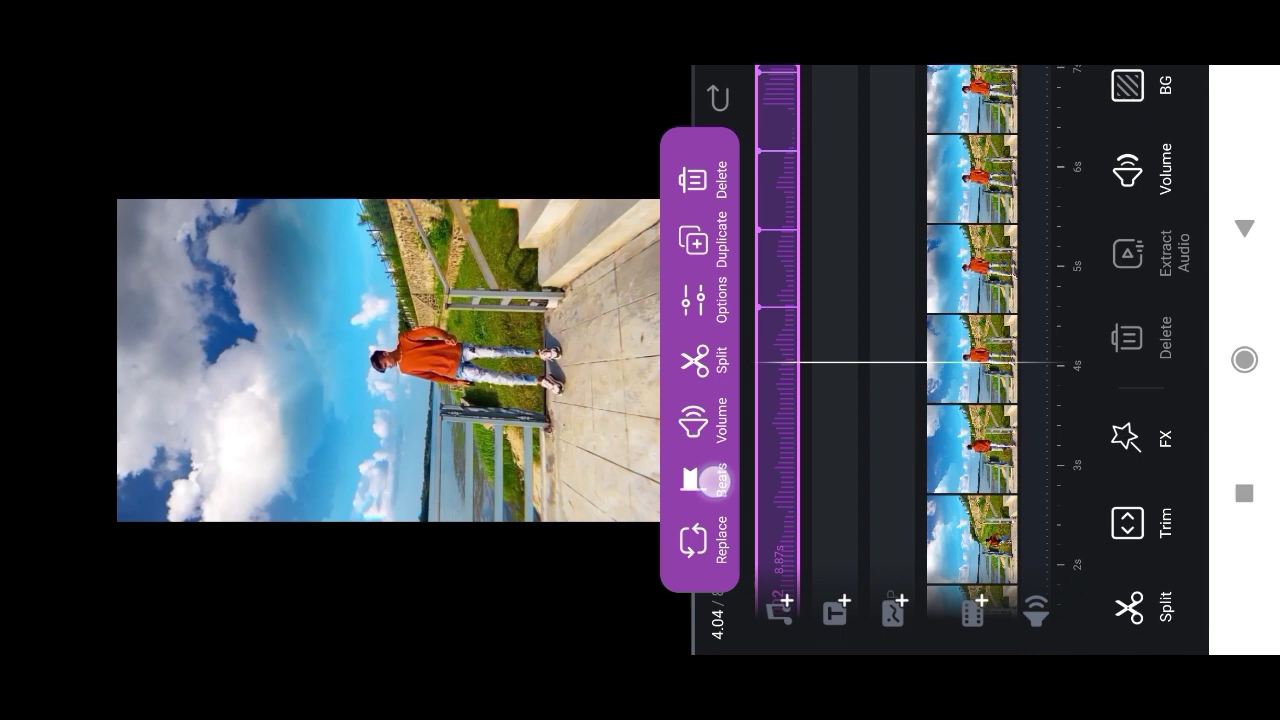 Replace
Beats
Volume
Split
Options
Duplicate
Delete
4.04 /
8.87s
2s
3s
4s
5s
6s
7s
Split
Trim
FX
Delete
Extract
Audio
Volume
BG